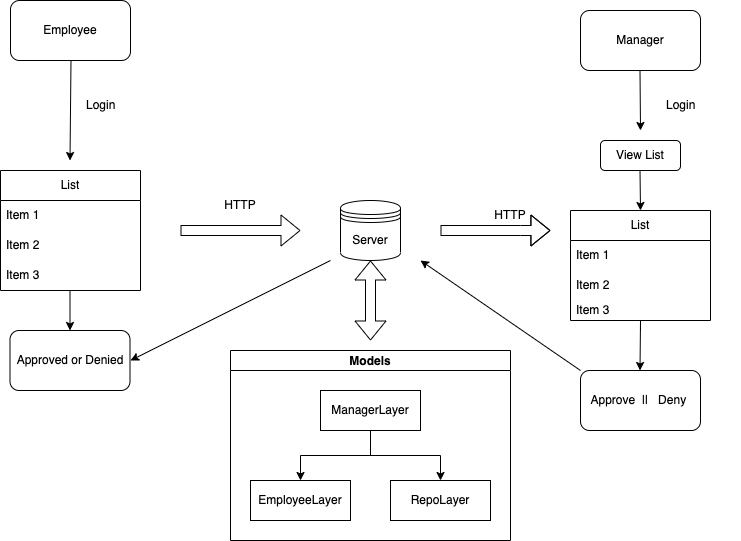 Employee
Manager
Login
Login
View List
List
Item 1
Item 2
Item 3
HTTP
Server
HTTP
List
Item 1
Item 2
Item 3
Approved or Denied
Approve || Deny
Models
ManagerLayer
EmployeeLayer
RepoLayer